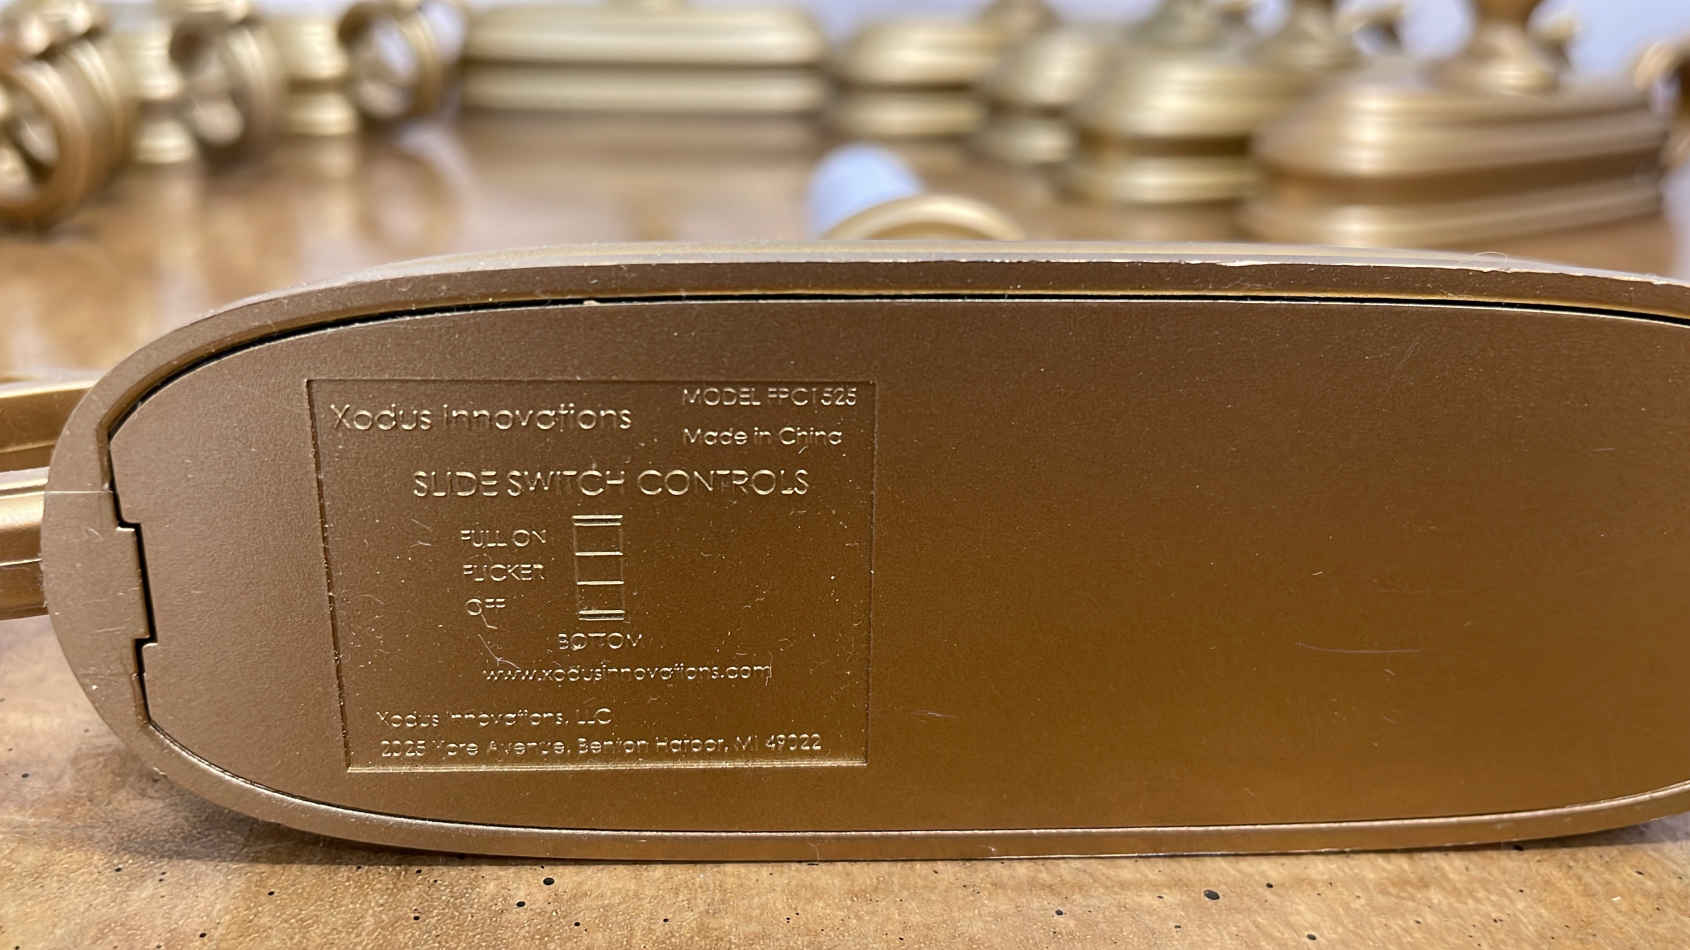 Xodus Innovations
MODEL FPC1525
Made in China
SLIDE SWITCH CONTROLS
FULL ON
FLICKER
OFF
BOTTOM
www.xodusinnovations.com
Xodus Innovations, LLC
2025 Yore Avenue, Benton Harbor, MI 49022